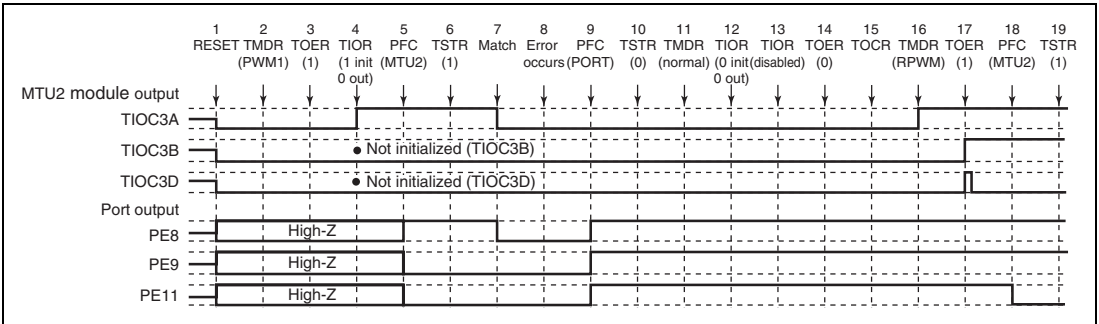 1 2 3 4 5 6 7 8 9 10 11 12 13 14 15 16 17 18 19
RESET TMDR TOER TIOR PFC TSTR Match Error PFC TSTR TMDR TIOR TIOR TOER TOCR TMDR TOER PFC TSTR
(PWM1) (1) (1 init (MTU2) (1) occurs (PORT) (0) (normal) (0 init (disabled) (0) (RPWM) (1) (MTU2) (1)
0 out) 0 out)
MTU2 module output
TIOC3A
TIOC3B • Not initialized (TIOC3B)
TIOC3D • Not initialized (TIOC3D)
Port output
PE8 High-Z
PE9 High-Z
PE11 High-Z